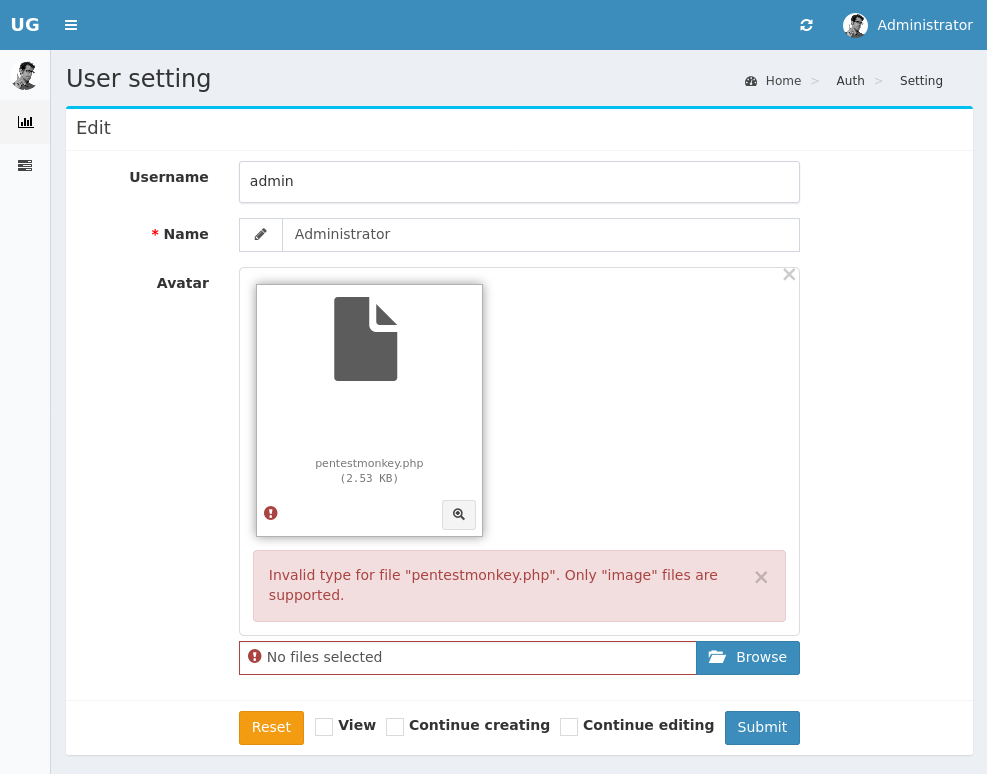 UG
Administrator
User setting
Home > Auth > Setting
Edit
Username
admin
* Name
Administrator
Avatar
×
pentestmonkey.php
(2.53 KB)
Invalid type for file "pentestmonkey.php". Only "image" files are
supported.
×
No files selected
Browse
Reset
View
Continue creating
Continue editing
Submit